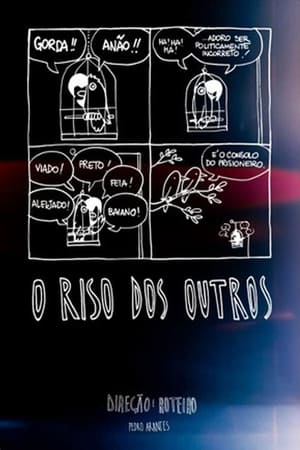 GORDA!!
ANÃO!!
HA! HA!
HA!
...ADORO SER
POLITICAMENTE
INCORRETO!
VIADO!
PRETO!
FEIA!
ALEIJADO!
BAIANO!
E'O CONSOLO
DO PRISIONEIRO.
O RISO DOS OUTROS
DIREÇÃO E ROTEIRO
PEDRO ARANTES